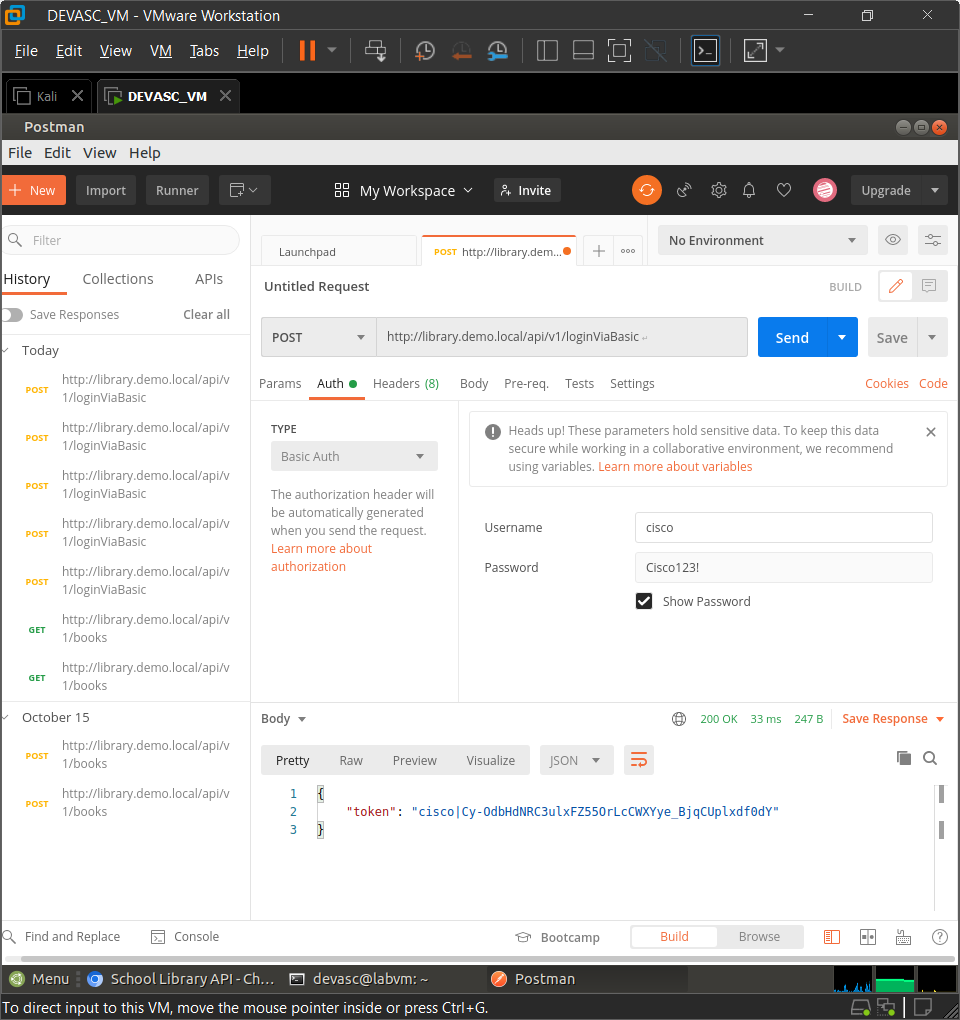 DEVASC_VM - VMware Workstation
File Edit View VM Tabs Help
Kali DEVASC_VM
Postman
File Edit View Help
New Import Runner My Workspace Invite Upgrade
Filter
Launchpad POST http://library.dem... No Environment
History Collections APIs
Untitled Request BUILD
Save Responses Clear all
POST http://library.demo.local/api/v1/loginViaBasic Send Save
Today
Params Auth Headers (8) Body Pre-req. Tests Settings Cookies Code
POST http://library.demo.local/api/v
1/loginViaBasic
POST http://library.demo.local/api/v
1/loginViaBasic
POST http://library.demo.local/api/v
1/loginViaBasic
POST http://library.demo.local/api/v
1/loginViaBasic
POST http://library.demo.local/api/v
1/loginViaBasic
GET http://library.demo.local/api/v
1/books
GET http://library.demo.local/api/v
1/books
October 15
POST http://library.demo.local/api/v
1/books
POST http://library.demo.local/api/v
1/books
TYPE
Basic Auth
The authorization header will
be automatically generated
when you send the request.
Learn more about
authorization
Heads up! These parameters hold sensitive data. To keep this data
secure while working in a collaborative environment, we recommend
using variables. Learn more about variables
Username cisco
Password Cisco123!
Show Password
Body 200 OK 33 ms 247 B Save Response
Pretty Raw Preview Visualize JSON
1 {
2 "token": "cisco|Cy-OdbHdNRC3ulxFZ55OrLcCWXYye_BjqCUplxdf0dY"
3 }
Find and Replace Console Bootcamp Build Browse
Menu School Library API - Ch... devasc@labvm: ~ Postman
To direct input to this VM, move the mouse pointer inside or press Ctrl+G.